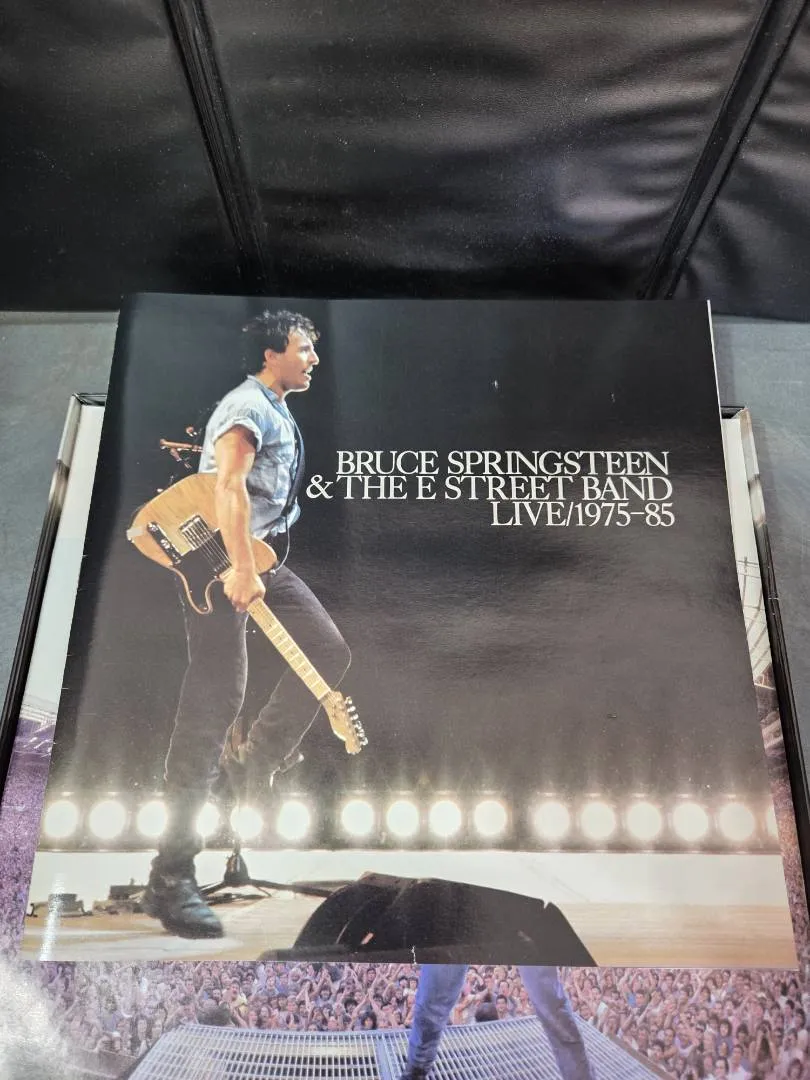 BRUCE SPRINGSTEEN
& THE E STREET BAND
LIVE/1975–85